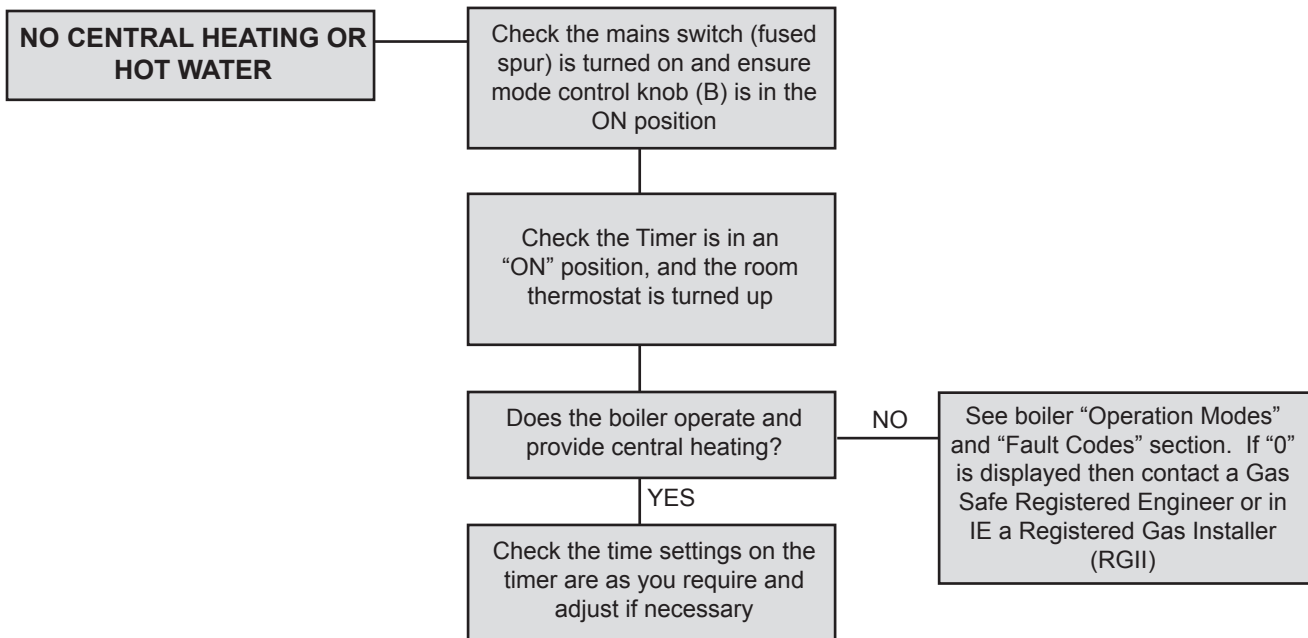 NO CENTRAL HEATING OR
HOT WATER
Check the mains switch (fused
spur) is turned on and ensure
mode control knob (B) is in the
ON position
Check the Timer is in an
“ON” position, and the room
thermostat is turned up
Does the boiler operate and
provide central heating?
NO
See boiler “Operation Modes”
and “Fault Codes” section.  If “0”
is displayed then contact a Gas
Safe Registered Engineer or in
IE a Registered Gas Installer
(RGII)
YES
Check the time settings on the
timer are as you require and
adjust if necessary